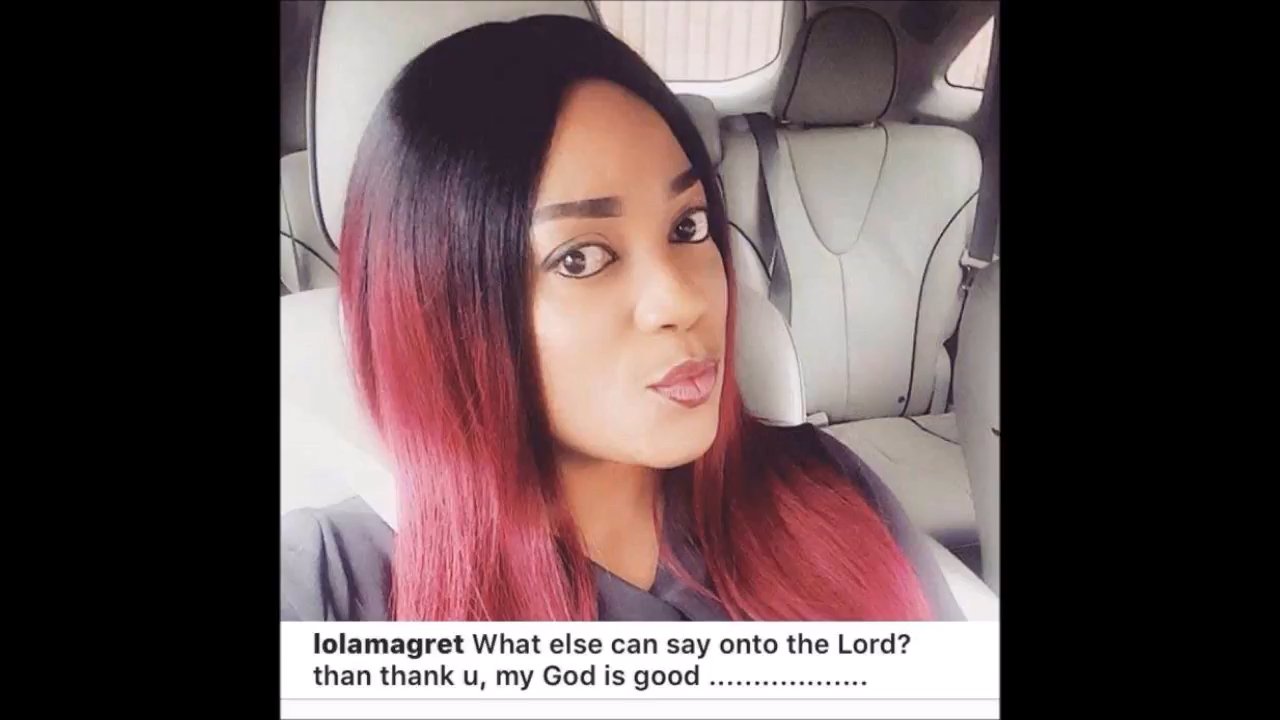 lolamagret What else can say onto the Lord?
than thank u, my God is good ..................